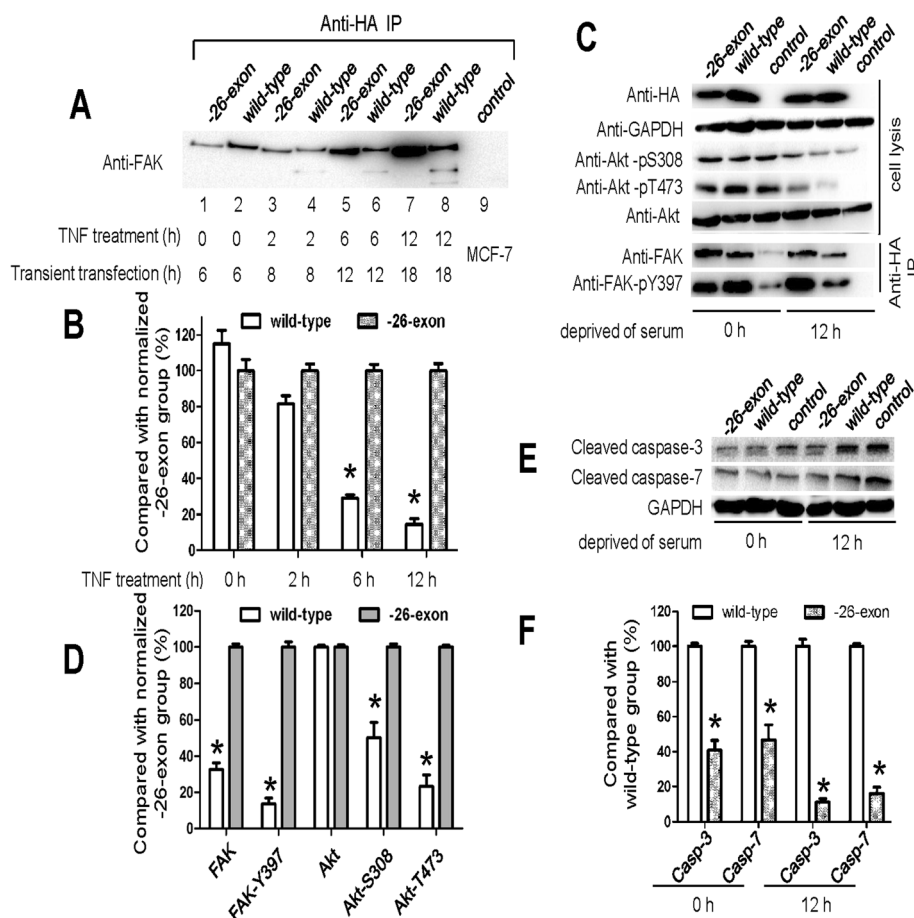 Anti-HA IP
-26-exon wild-type -26-exon wild-type -26-exon wild-type -26-exon wild-type control
A
Anti-FAK
1 2 3 4 5 6 7 8 9
TNF treatment (h) 0 0 2 2 6 6 12 12
MCF-7
Transient transfection (h) 6 6 8 8 12 12 18 18
B
wild-type -26-exon
Compared with normalized
-26-exon group (%)
120
100
80
60
40
20
0
* *
TNF treatment (h) 0 h 2 h 6 h 12 h
D
wild-type -26-exon
Compared with normalized
-26-exon group (%)
120
100
80
60
40
20
0
* * * *
FAK FAK-Y397 Akt Akt-S308 Akt-T473
C
-26-exon wild-type control -26-exon wild-type control
Anti-HA
Anti-GAPDH
Anti-Akt -pS308
Anti-Akt -pT473
Anti-Akt
cell lysis
Anti-FAK
Anti-FAK-pY397
Anti-HA
IP
deprived of serum 0 h 12 h
E
-26-exon wild-type control -26-exon wild-type control
Cleaved caspase-3
Cleaved caspase-7
GAPDH
deprived of serum 0 h 12 h
F
wild-type -26-exon
Compared with
wild-type group (%)
120
100
80
60
40
20
0
* * * *
Casp-3 Casp-7 Casp-3 Casp-7
0 h 12 h